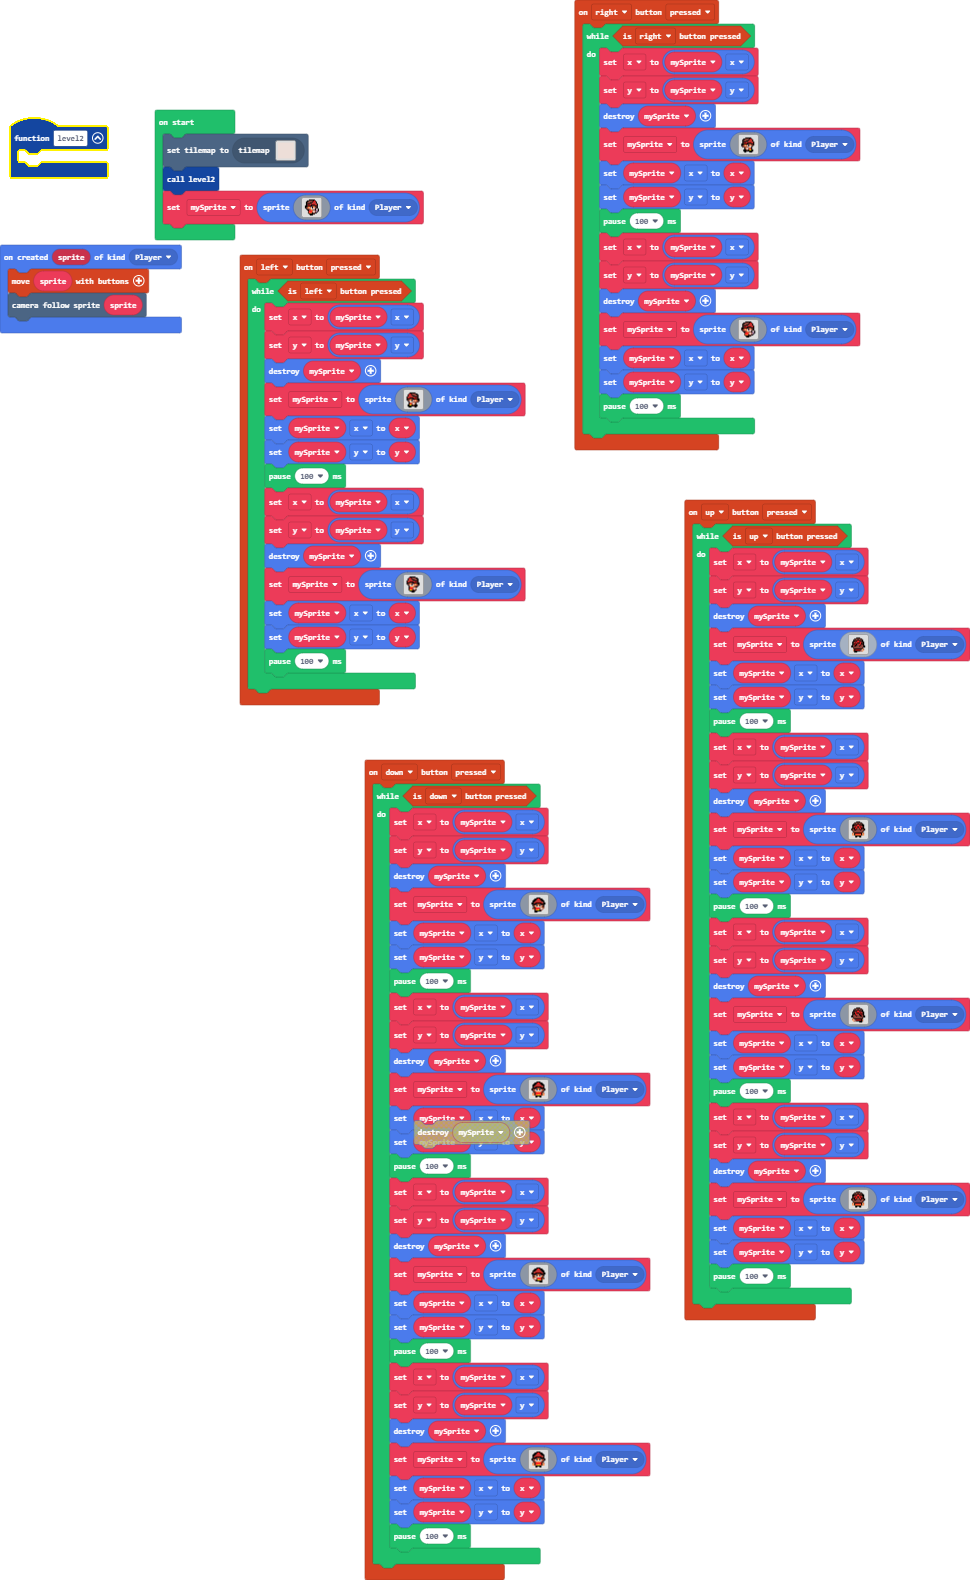 function level2
on start
set tilemap to tilemap
call level2
set mySprite to sprite of kind Player
on created sprite of kind Player
move sprite with buttons
camera follow sprite sprite
on left button pressed
while is left button pressed
do
set x to mySprite x
set y to mySprite y
destroy mySprite
set mySprite to sprite of kind Player
set mySprite x to x
set mySprite y to y
pause 100 ms
set x to mySprite x
set y to mySprite y
destroy mySprite
set mySprite to sprite of kind Player
set mySprite x to x
set mySprite y to y
pause 100 ms
on right button pressed
while is right button pressed
do
set x to mySprite x
set y to mySprite y
destroy mySprite
set mySprite to sprite of kind Player
set mySprite x to x
set mySprite y to y
pause 100 ms
set x to mySprite x
set y to mySprite y
destroy mySprite
set mySprite to sprite of kind Player
set mySprite x to x
set mySprite y to y
pause 100 ms
on up button pressed
while is up button pressed
do
set x to mySprite x
set y to mySprite y
destroy mySprite
set mySprite to sprite of kind Player
set mySprite x to x
set mySprite y to y
pause 100 ms
set x to mySprite x
set y to mySprite y
destroy mySprite
set mySprite to sprite of kind Player
set mySprite x to x
set mySprite y to y
pause 100 ms
set x to mySprite x
set y to mySprite y
destroy mySprite
set mySprite to sprite of kind Player
set mySprite x to x
set mySprite y to y
pause 100 ms
set x to mySprite x
set y to mySprite y
destroy mySprite
set mySprite to sprite of kind Player
set mySprite x to x
set mySprite y to y
pause 100 ms
on down button pressed
while is down button pressed
do
set x to mySprite x
set y to mySprite y
destroy mySprite
set mySprite to sprite of kind Player
set mySprite x to x
set mySprite y to y
pause 100 ms
set x to mySprite x
set y to mySprite y
destroy mySprite
set mySprite to sprite of kind Player
set mySprite x to x
destroy mySprite
set to
pause 100 ms
set x to mySprite x
set y to mySprite y
destroy mySprite
set mySprite to sprite of kind Player
set mySprite x to x
set mySprite y to y
pause 100 ms
set x to mySprite x
set y to mySprite y
destroy mySprite
set mySprite to sprite of kind Player
set mySprite x to x
set mySprite y to y
pause 100 ms